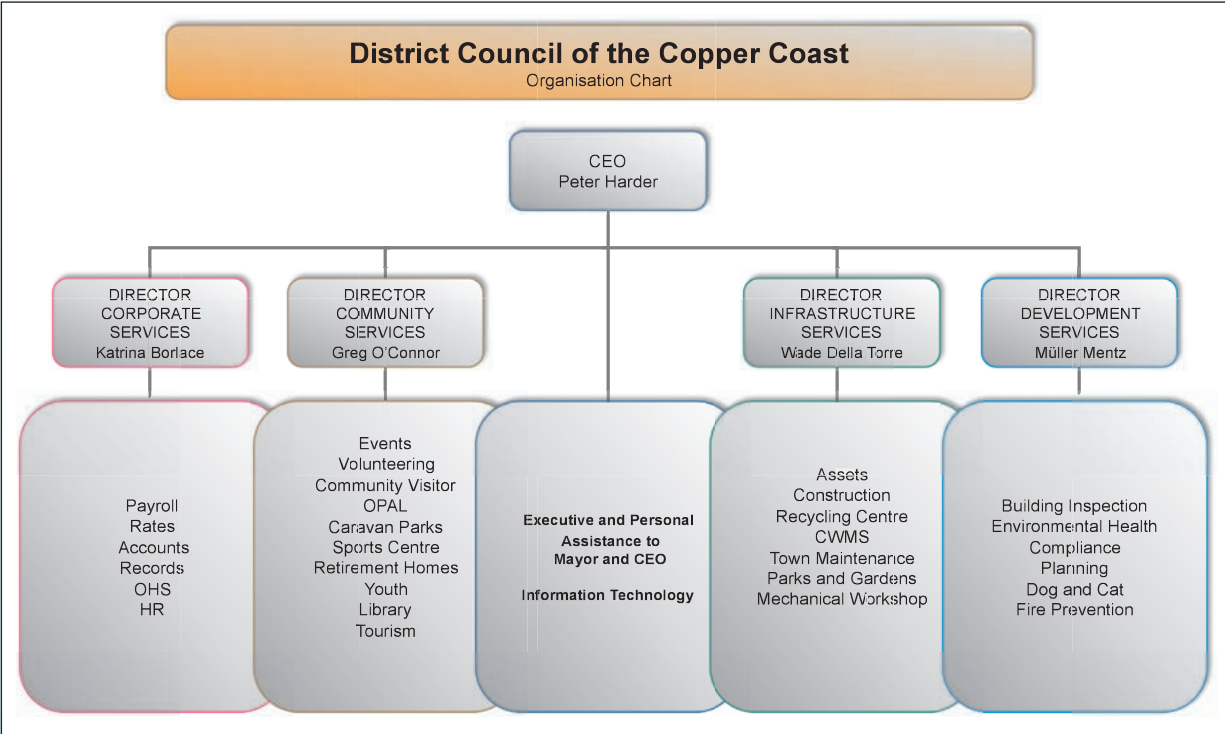 District Council of the Copper Coast
Organisation Chart
CEO
Peter Harder
DIRECTOR
CORPORATE
SERVICES
Katrina Borlace
DIRECTOR
COMMUNITY
SERVICES
Greg O'Connor
DIRECTOR
INFRASTRUCTURE
SERVICES
Wade Della Torre
DIRECTOR
DEVELOPMENT
SERVICES
Müller Mentz
Payroll
Rates
Accounts
Records
OHS
HR
Events
Volunteering
Community Visitor
OPAL
Caravan Parks
Sports Centre
Retirement Homes
Youth
Library
Tourism
Executive and Personal
Assistance to
Mayor and CEO
Information Technology
Assets
Construction
Recycling Centre
CWMS
Town Maintenance
Parks and Gardens
Mechanical Workshop
Building Inspection
Environmental Health
Compliance
Planning
Dog and Cat
Fire Prevention